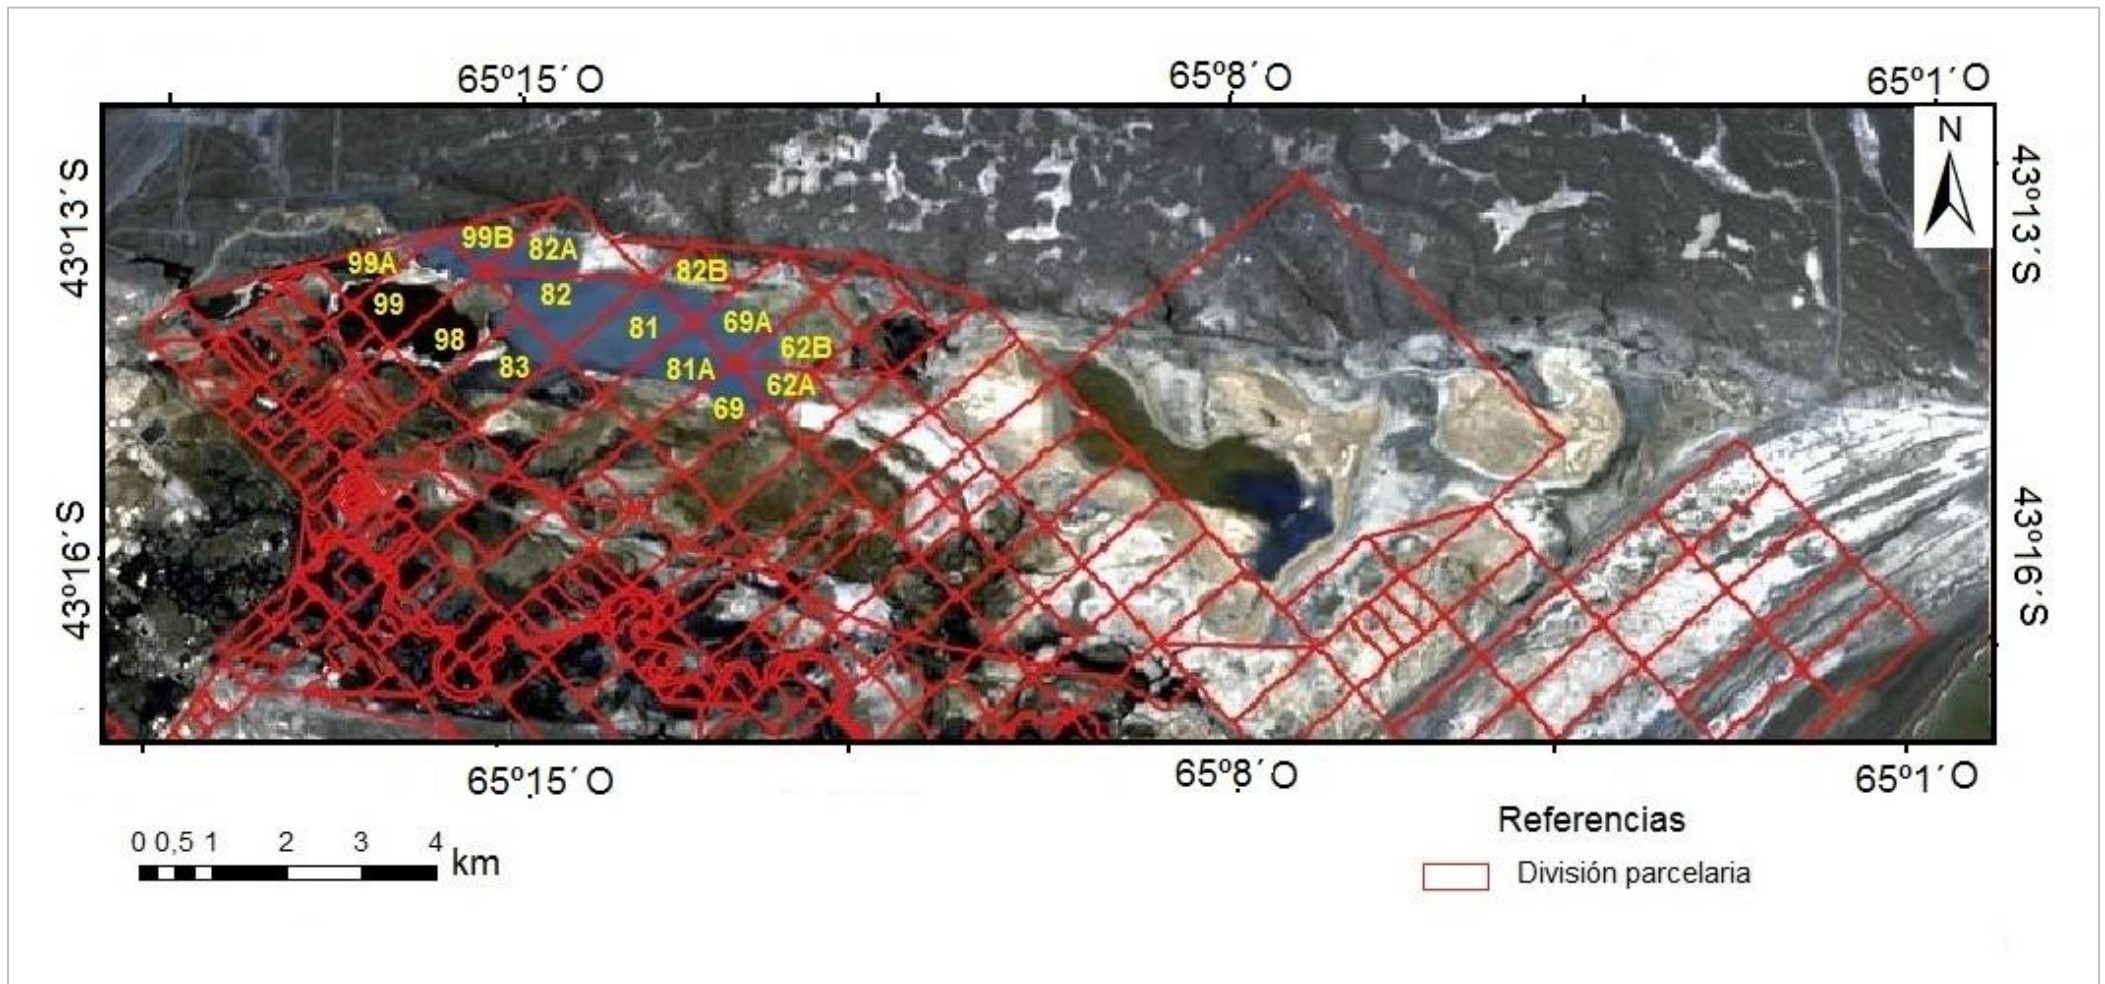 65º15´O
65º8´O
65º1´O
N
43º13´S
43º13´S
99B
82A
99A
82B
82
99
69A
81
98
62B
83
81A
62A
69
43º16´S
43º16´S
65º15´O
65º8´O
65º1´O
Referencias
0 0,5 1 2 3 4
km
División parcelaria